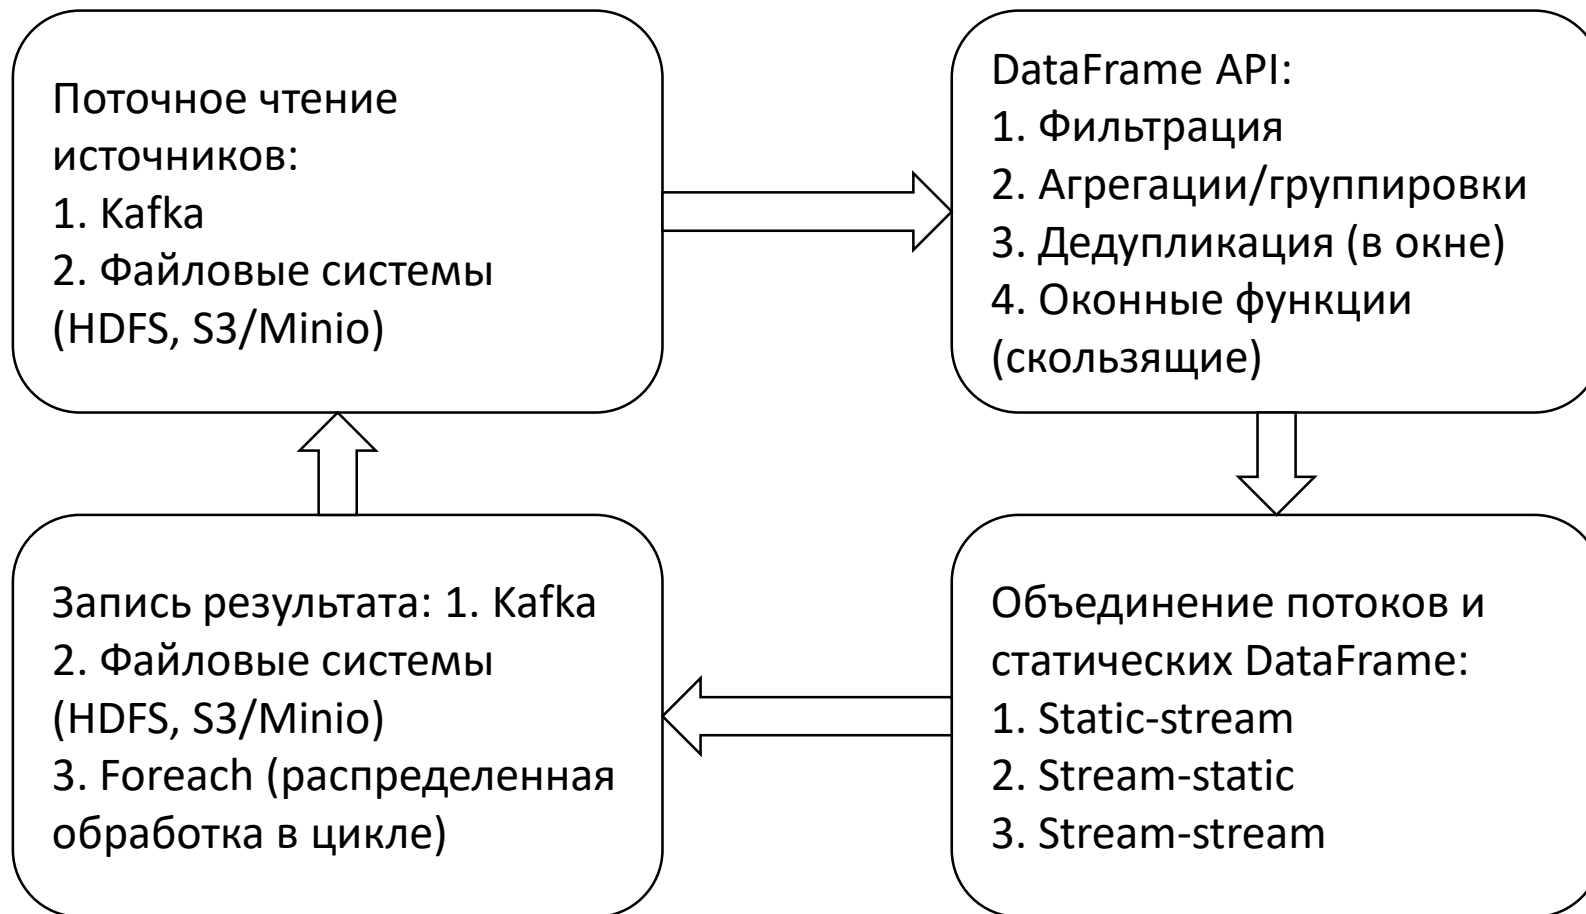 Поточное чтение
источников:
1. Kafka
2. Файловые системы
(HDFS, S3/Minio)
DataFrame API:
1. Фильтрация
2. Агрегации/группировки
3. Дедупликация (в окне)
4. Оконные функции
(скользящие)
Запись результата: 1. Kafka
2. Файловые системы
(HDFS, S3/Minio)
3. Foreach (распределенная
обработка в цикле)
Объединение потоков и
статических DataFrame:
1. Static-stream
2. Stream-static
3. Stream-stream